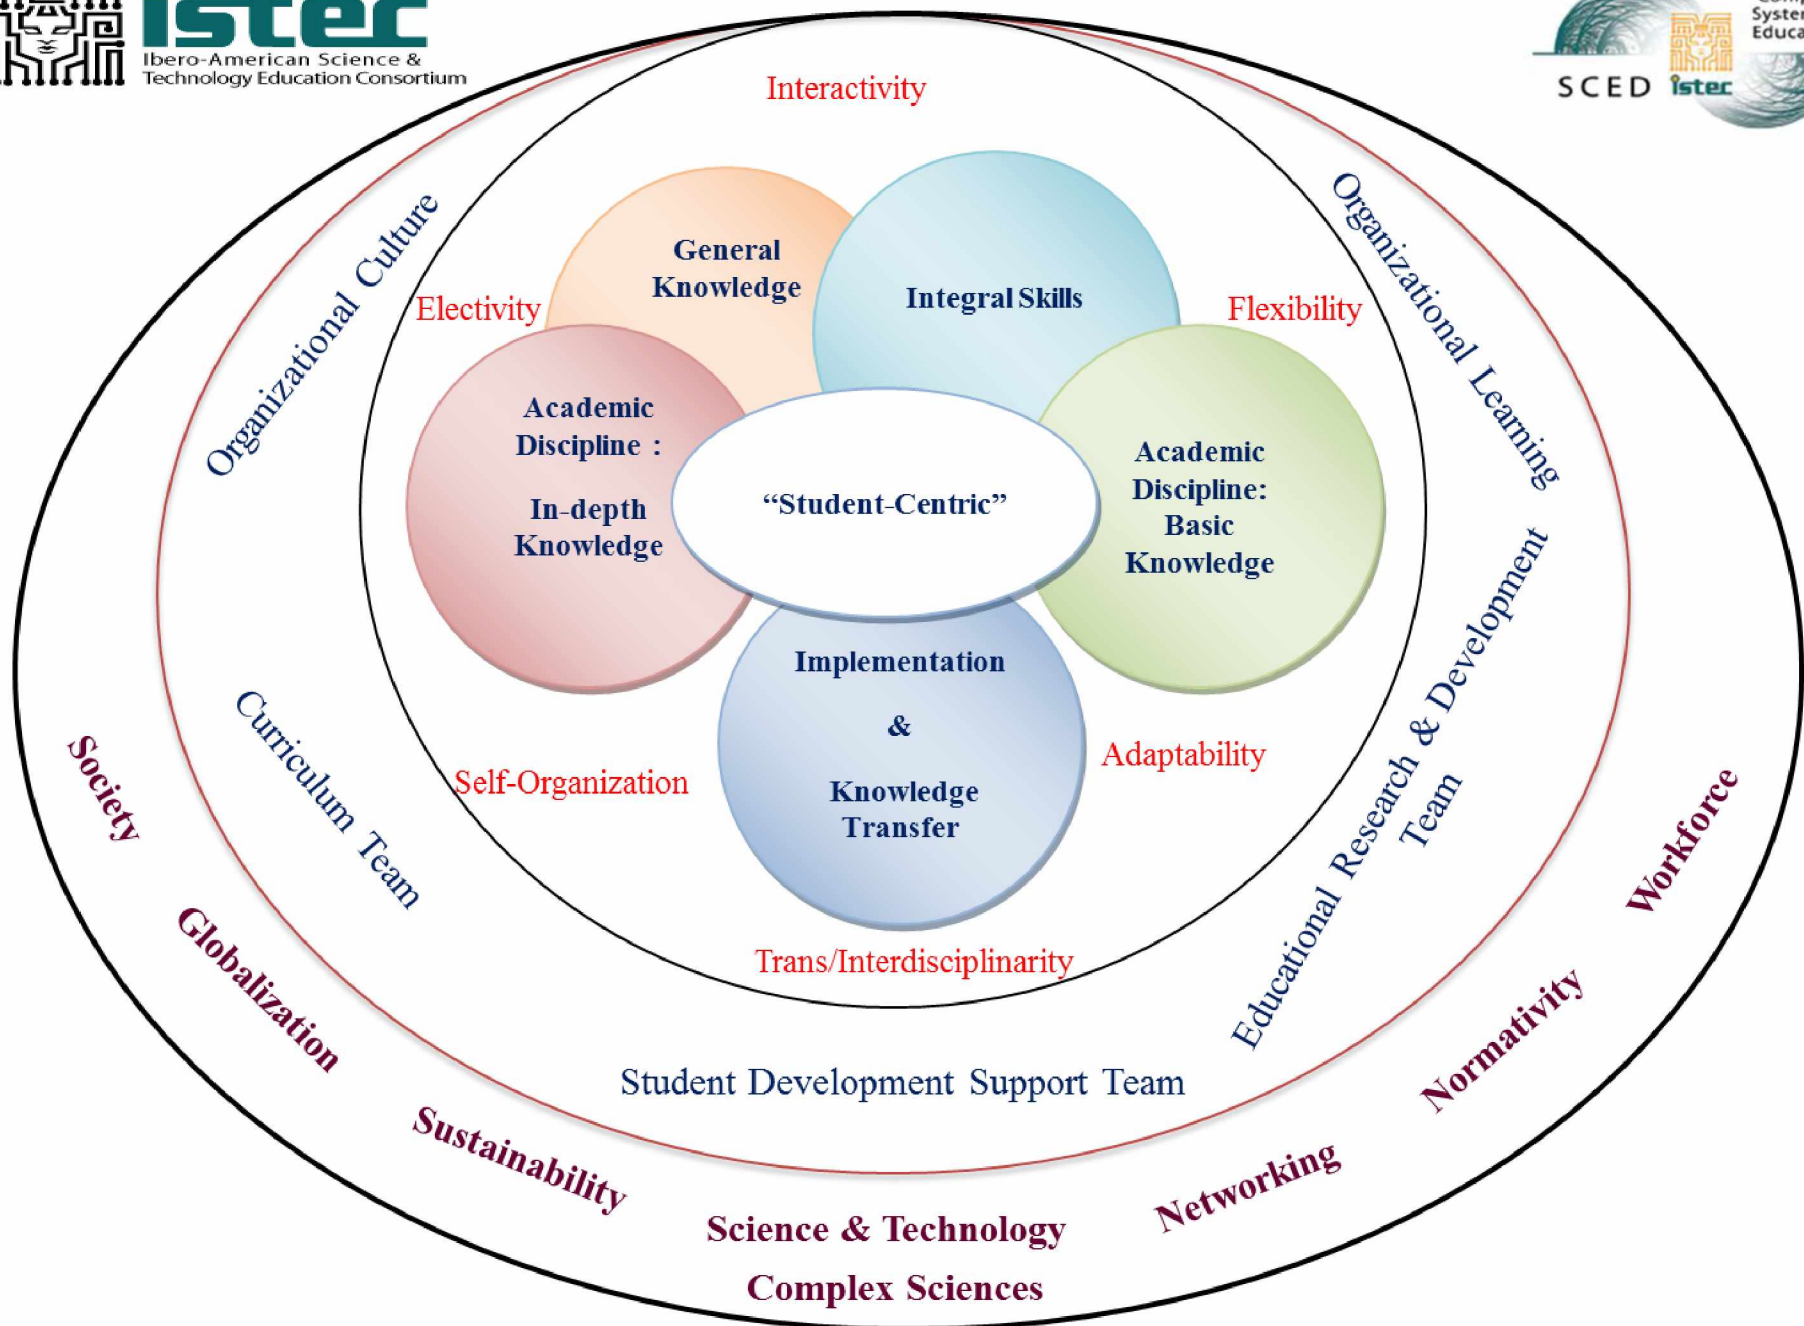 istec
Ibero-American Science &
Technology Education Consortium
System
Educa
SCED istec
Interactivity
Organizational Culture
Organizational Learning
General
Knowledge
Integral Skills
Electivity
Flexibility
Academic
Discipline :
In-depth
Knowledge
"Student-Centric"
Academic
Discipline:
Basic
Knowledge
Implementation
&
Knowledge
Transfer
Self-Organization
Adaptability
Trans/Interdisciplinarity
Curriculum Team
Educational Research & Development
Team
Student Development Support Team
Society
Globalization
Sustainability
Science & Technology
Complex Sciences
Networking
Normativity
Workforce